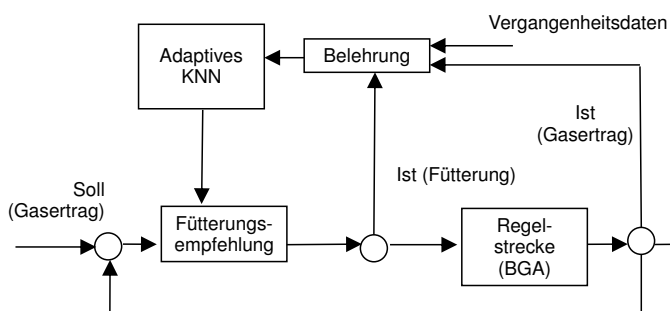 Vergangenheitsdaten
Adaptives
KNN
Belehrung
Ist
(Gasertrag)
Ist (Fütterung)
Soll
(Gasertrag)
Fütterungs-
empfehlung
Regel-
strecke
(BGA)